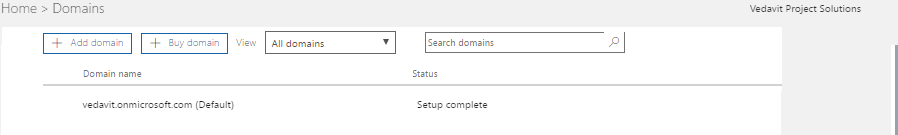 Home > Domains
Vedavit Project Solutions
+ Add domain + Buy domain View All domains Search domains
Domain name Status
vedavit.onmicrosoft.com (Default) Setup complete